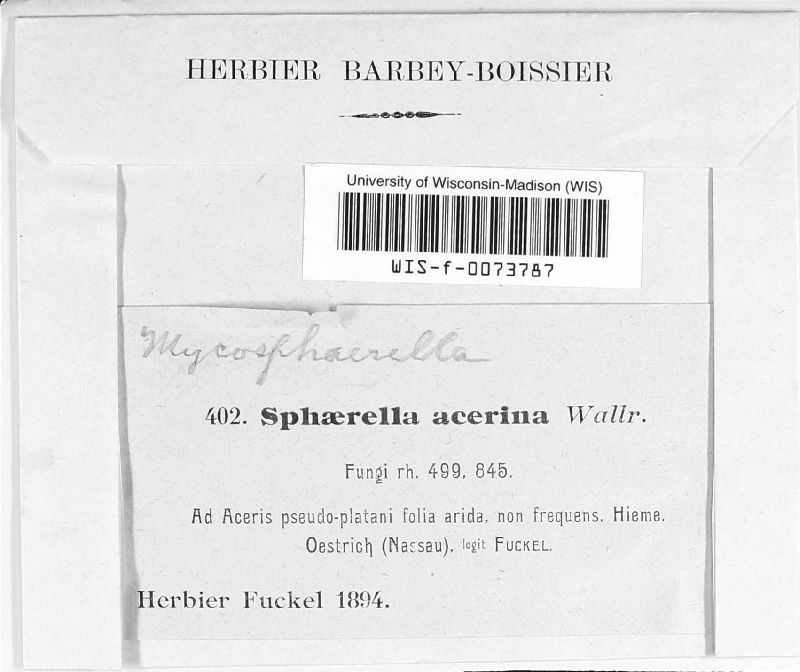 HERBIER BARBEY-BOISSIER
University of Wisconsin-Madison (WIS)
WIS-f-0073787
Mycosphaerella
402. Sphærella acerina Wallr.
Fungi rh. 499, 845.
Ad Aceris pseudo-platani folia arida, non frequens. Hieme.
Oestrich (Nassau), legit FUCKEL.
Herbier Fuckel 1894.